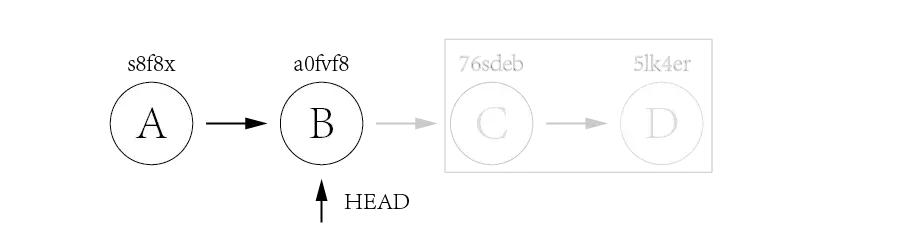 s8f8x a0fvf8 76sdeb 5lk4er
A B C D
HEAD